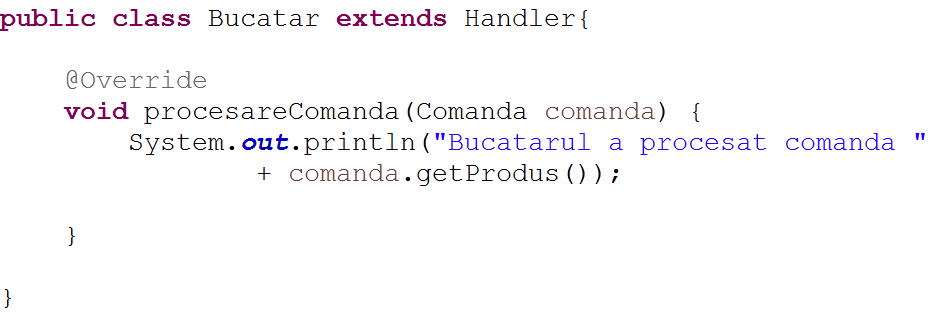 public class Bucatar extends Handler{
@Override
void procesareComanda(Comanda comanda) {
System.out.println("Bucatarul a procesat comanda "
+ comanda.getProdus());
}
}